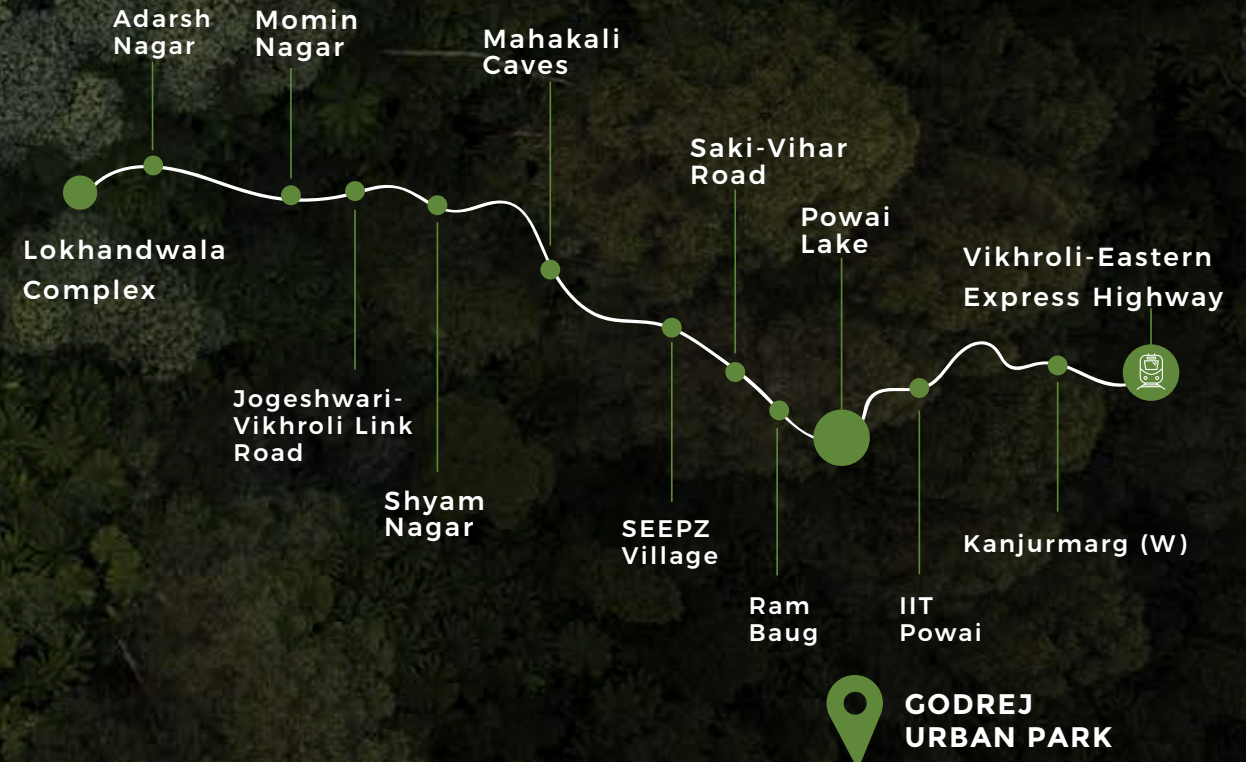 Adarsh
Nagar
Momin
Nagar
Mahakali
Caves
Saki-Vihar
Road
Powai
Lake
Lokhandwala
Complex
Vikhroli-Eastern
Express Highway
Jogeshwari-
Vikhroli Link
Road
Shyam
Nagar
SEEPZ
Village
Kanjurmarg (W)
Ram
Baug
IIT
Powai
GODREJ
URBAN PARK